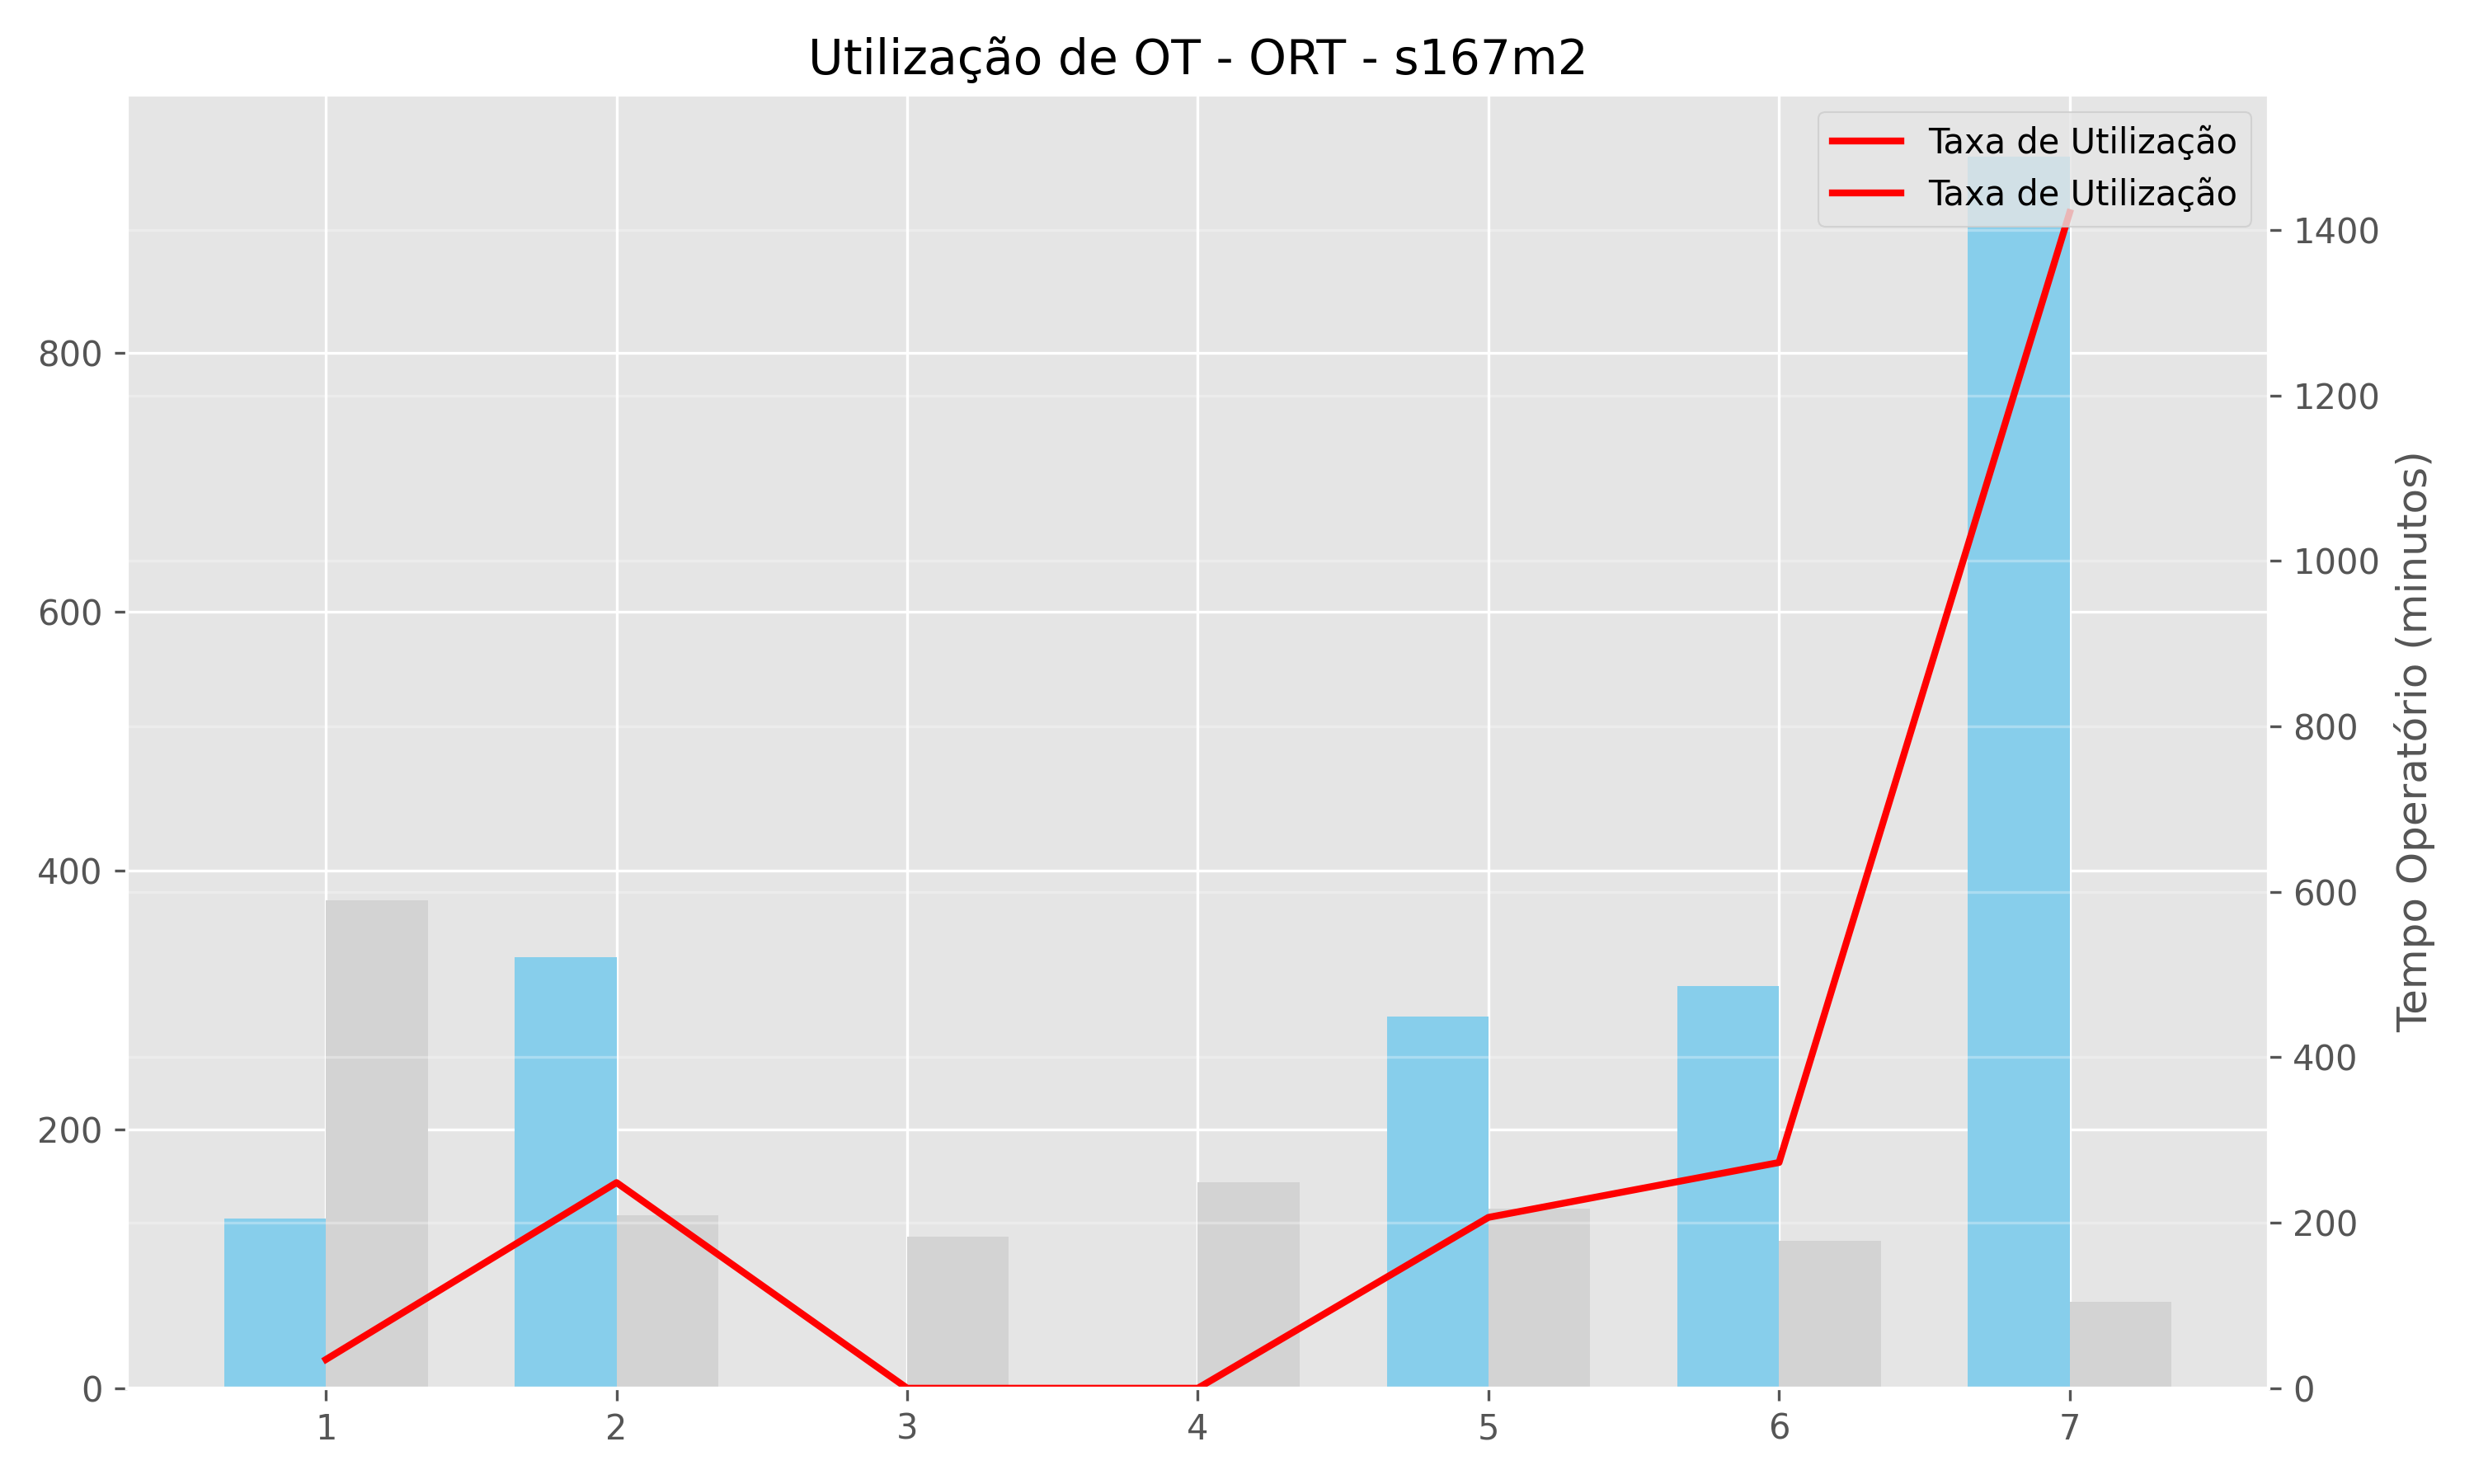 Utilização de OT - ORT - s167m2
Taxa de Utilização
Taxa de Utilização
800
600
400
200
0
1400
1200
1000
800
600
400
200
0
Tempo Operatório (minutos)
1 2 3 4 5 6 7